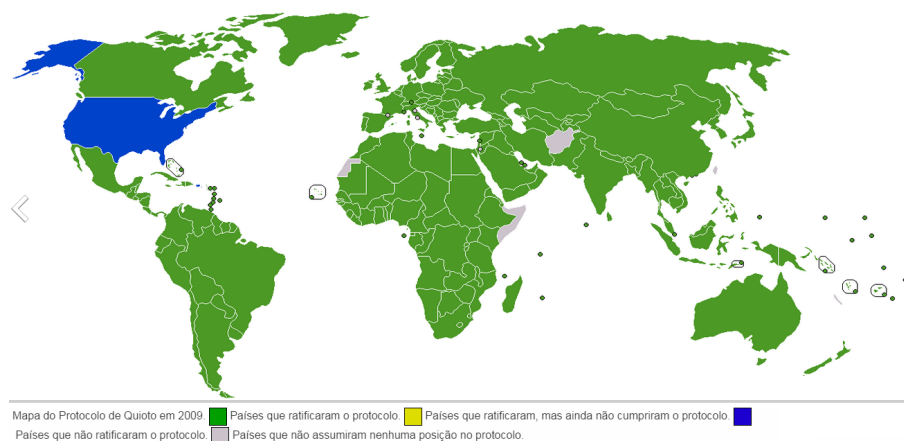 Mapa do Protocolo de Quioto em 2009. Países que ratificaram o protocolo. Países que ratificaram, mas ainda não cumpriram o protocolo.
Países que não ratificaram o protocolo. Países que não assumiram nenhuma posição no protocolo.